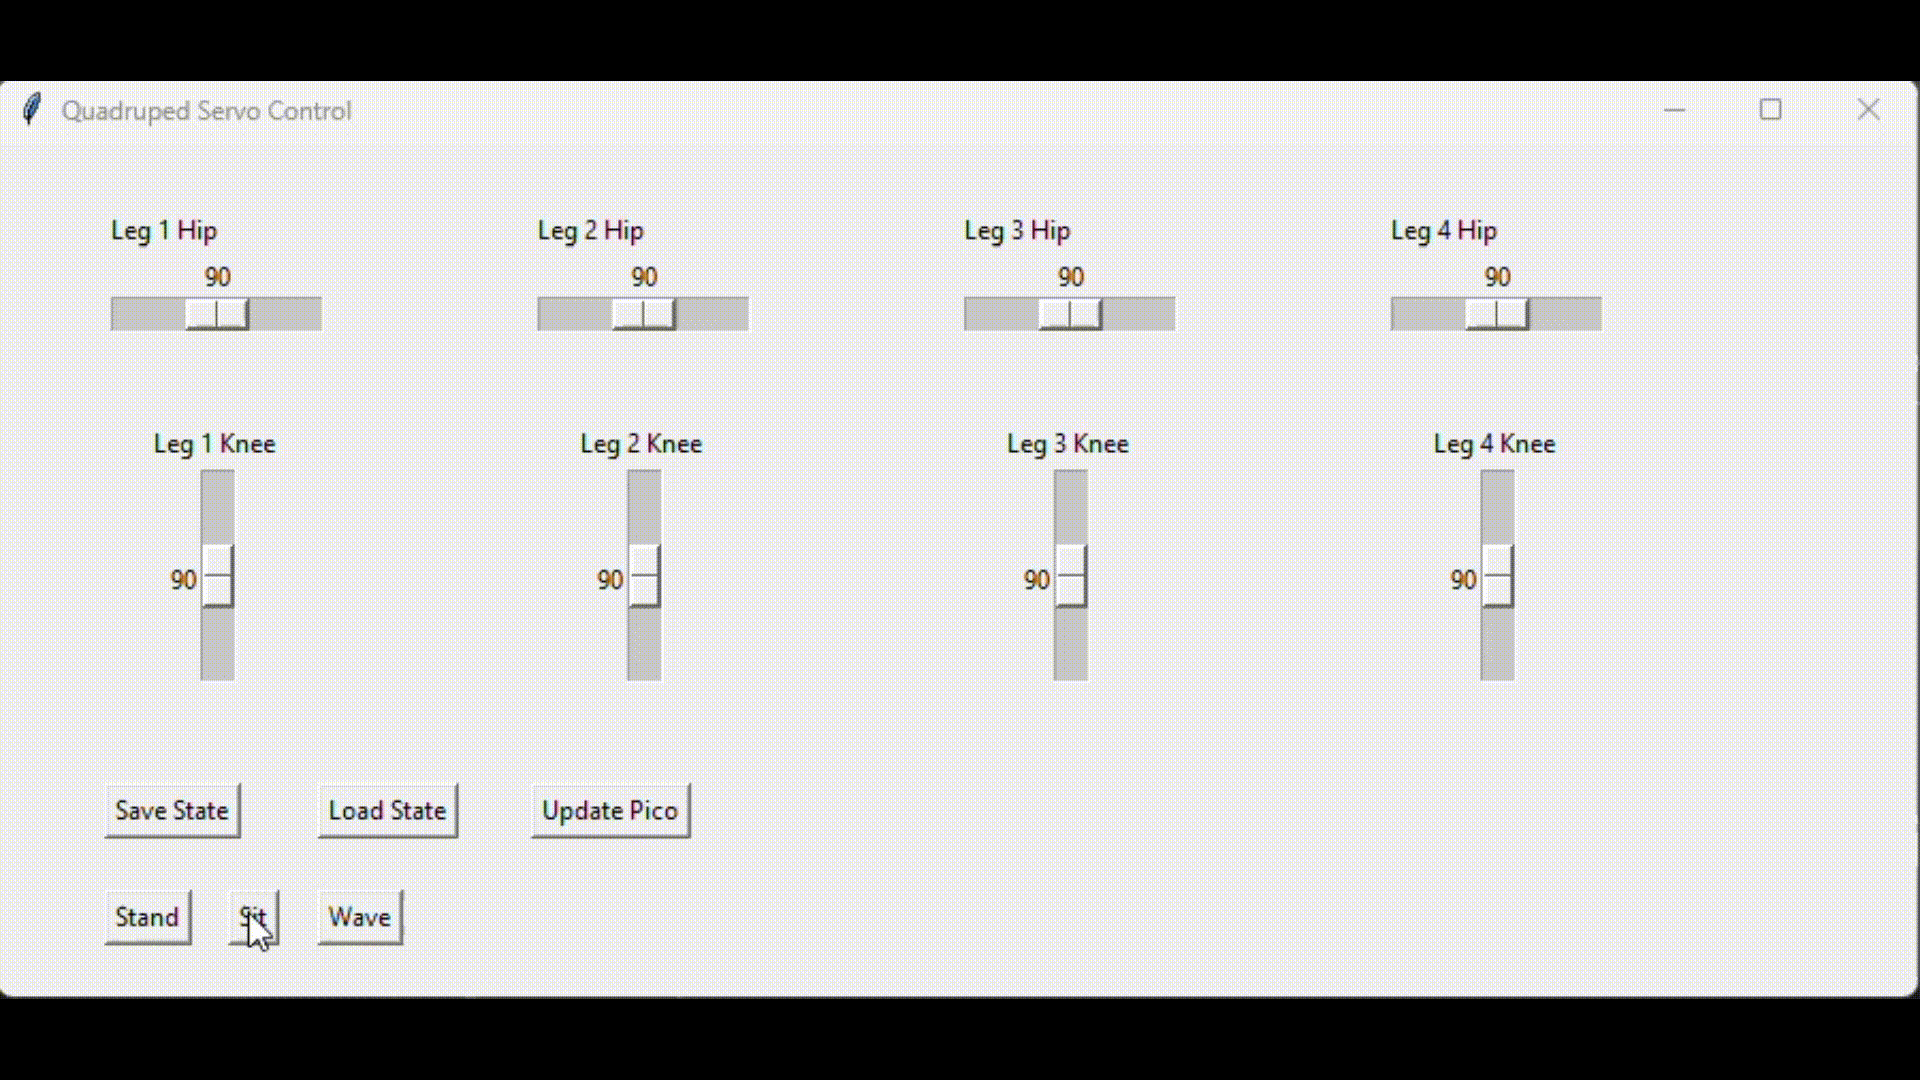 Quadruped Servo Control
Leg 1 Hip Leg 2 Hip Leg 3 Hip Leg 4 Hip
90 90 90 90
Leg 1 Knee Leg 2 Knee Leg 3 Knee Leg 4 Knee
90 90 90 90
Save State Load State Update Pico
Stand Sit Wave